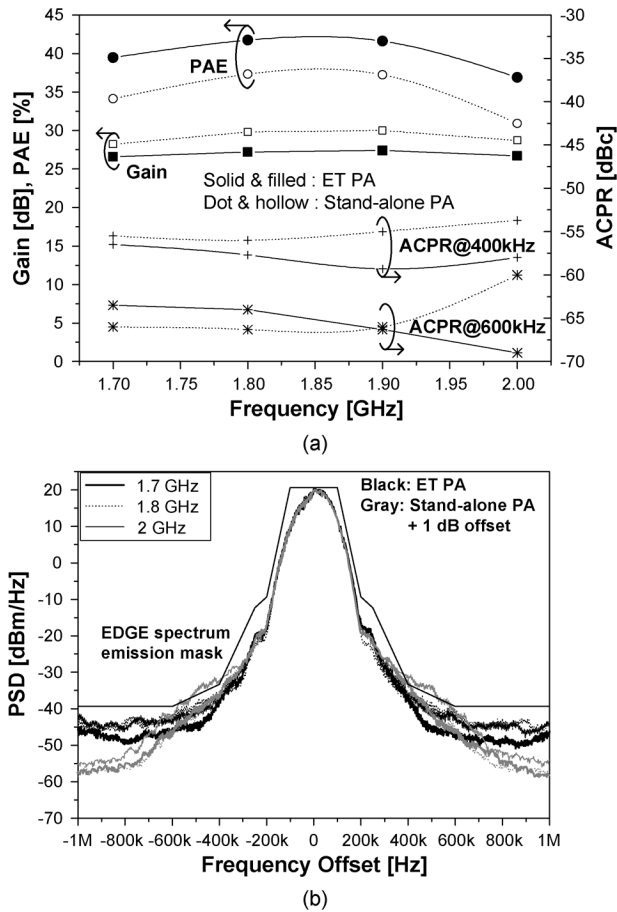 (a)
45
40
35
30
25
20
15
10
5
0
-30
-35
-40
-45
-50
-55
-60
-65
-70
Gain [dB], PAE [%]
ACPR [dBc]
PAE
Gain
Solid & filled : ET PA
Dot & hollow : Stand-alone PA
ACPR@400kHz
ACPR@600kHz
1.70 1.75 1.80 1.85 1.90 1.95 2.00
Frequency [GHz]
(b)
20
10
0
-10
-20
-30
-40
-50
-60
-70
PSD [dBm/Hz]
1.7 GHz
1.8 GHz
2 GHz
Black: ET PA
Gray: Stand-alone PA
+ 1 dB offset
EDGE spectrum
emission mask
-1M -800k -600k -400k -200k 0 200k 400k 600k 800k 1M
Frequency Offset [Hz]